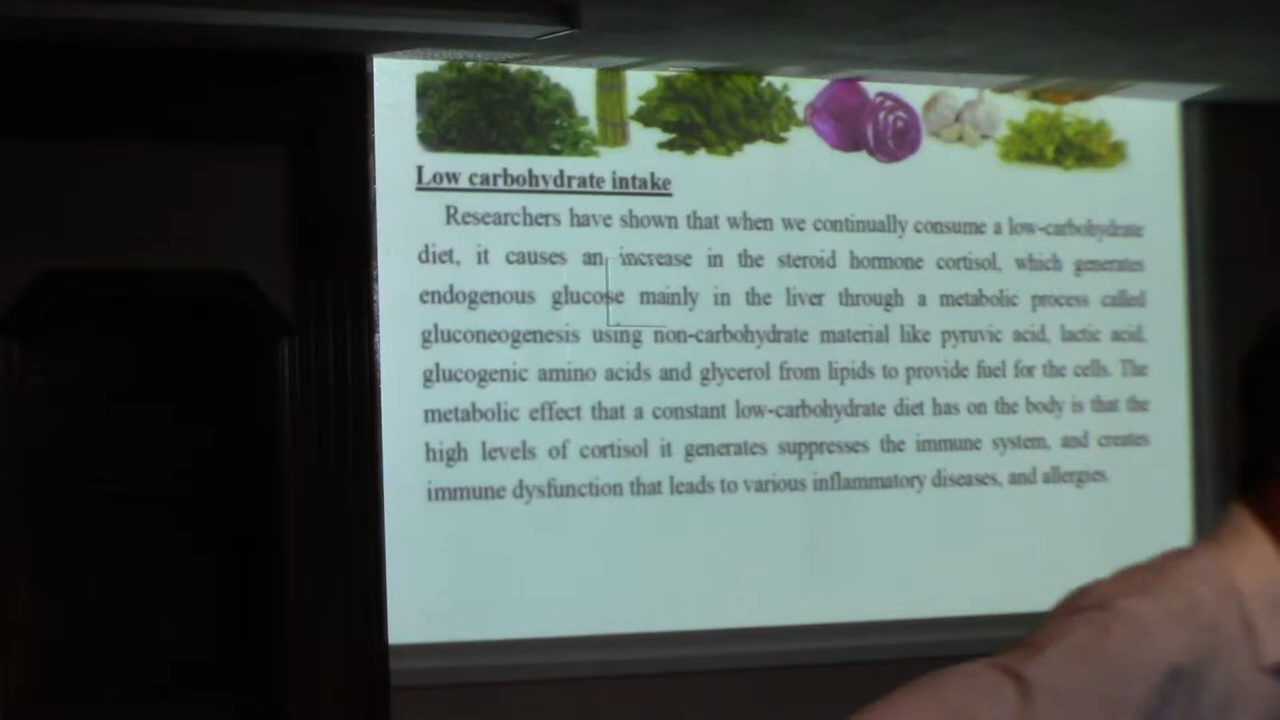 Low carbohydrate intake
Researchers have shown that when we continually consume a low-carbohydrate
diet, it causes an increase in the steroid hormone cortisol, which generates
endogenous glucose mainly in the liver through a metabolic process called
gluconeogenesis using non-carbohydrate material like pyruvic acid, lactic acid,
glucogenic amino acids and glycerol from lipids to provide fuel for the cells. The
metabolic effect that a constant low-carbohydrate diet has on the body is that the
high levels of cortisol it generates suppresses the immune system, and creates
immune dysfunction that leads to various inflammatory diseases, and allergies.